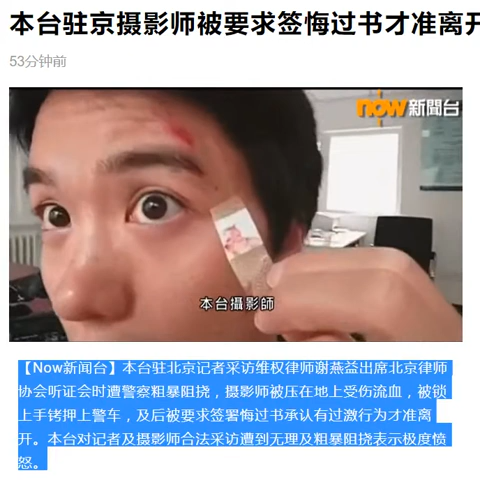 本台驻京摄影师被要求签悔过书才准离开
53分钟前
now 新聞台
本台攝影師
【Now新闻台】本台驻北京记者采访维权律师谢燕益出席北京律师
协会听证会时遭警察粗暴阻挠，摄影师被压在地上受伤流血，被锁
上手铐押上警车，及后被要求签署悔过书承认有过激行为才准离
开。本台对记者及摄影师合法采访遭到无理及粗暴阻挠表示极度愤
怒。